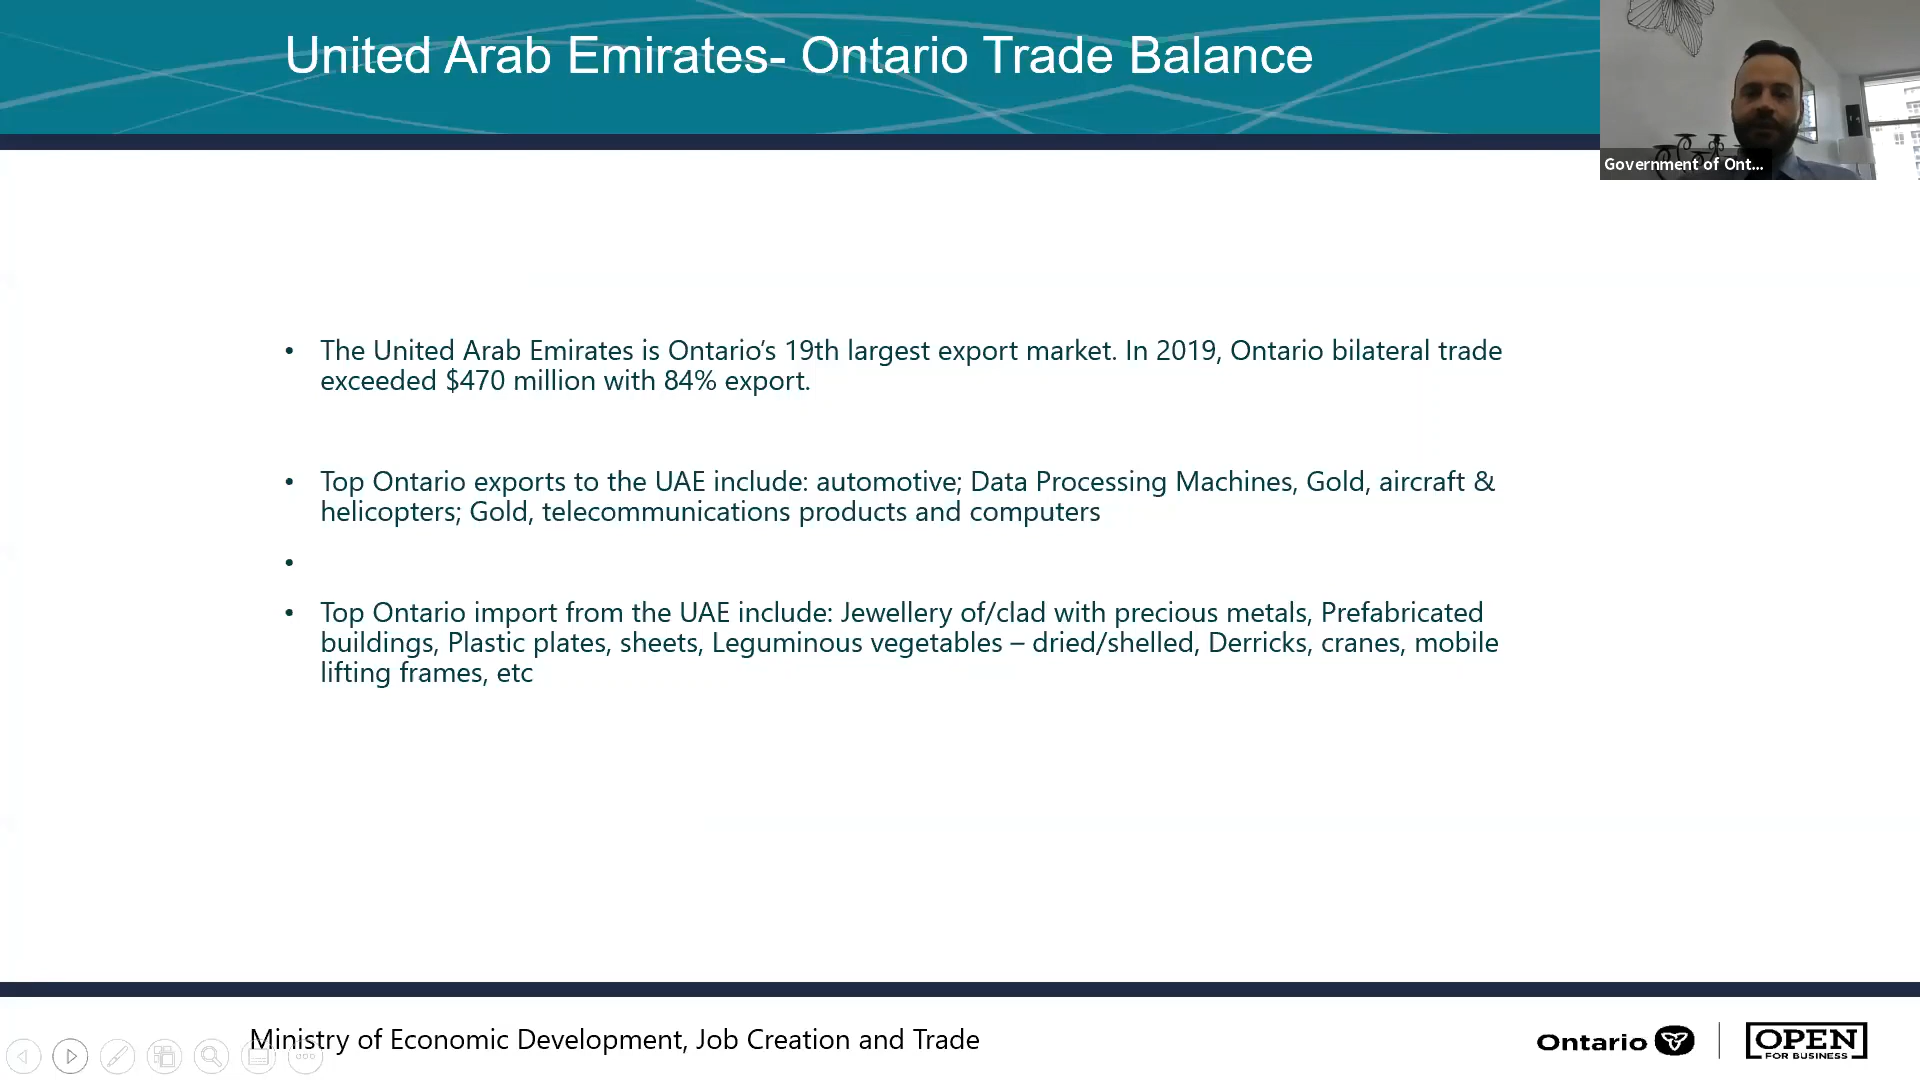 United Arab Emirates- Ontario Trade Balance
Government of Ont...
• The United Arab Emirates is Ontario’s 19th largest export market. In 2019, Ontario bilateral trade
exceeded $470 million with 84% export.
• Top Ontario exports to the UAE include: automotive; Data Processing Machines, Gold, aircraft &
helicopters; Gold, telecommunications products and computers
•
• Top Ontario import from the UAE include: Jewellery of/clad with precious metals, Prefabricated
buildings, Plastic plates, sheets, Leguminous vegetables – dried/shelled, Derricks, cranes, mobile
lifting frames, etc
Ministry of Economic Development, Job Creation and Trade
Ontario
OPEN
FOR BUSINESS